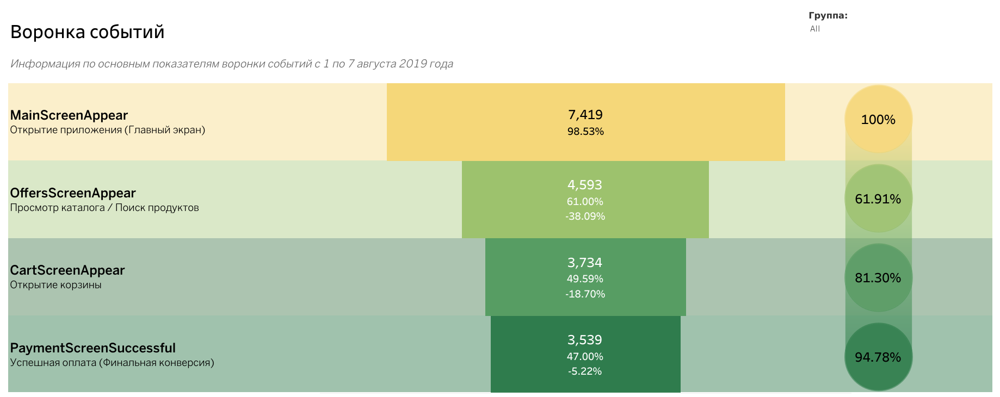 Воронка событий
Группа:
All
Информация по основным показателям воронки событий с 1 по 7 августа 2019 года
MainScreenAppear
Открытие приложения (Главный экран)
7,419
98.53%
100%
OffersScreenAppear
Просмотр каталога / Поиск продуктов
4,593
61.00%
-38.09%
61.91%
CartScreenAppear
Открытие корзины
3,734
49.59%
-18.70%
81.30%
PaymentScreenSuccessful
Успешная оплата (Финальная конверсия)
3,539
47.00%
-5.22%
94.78%